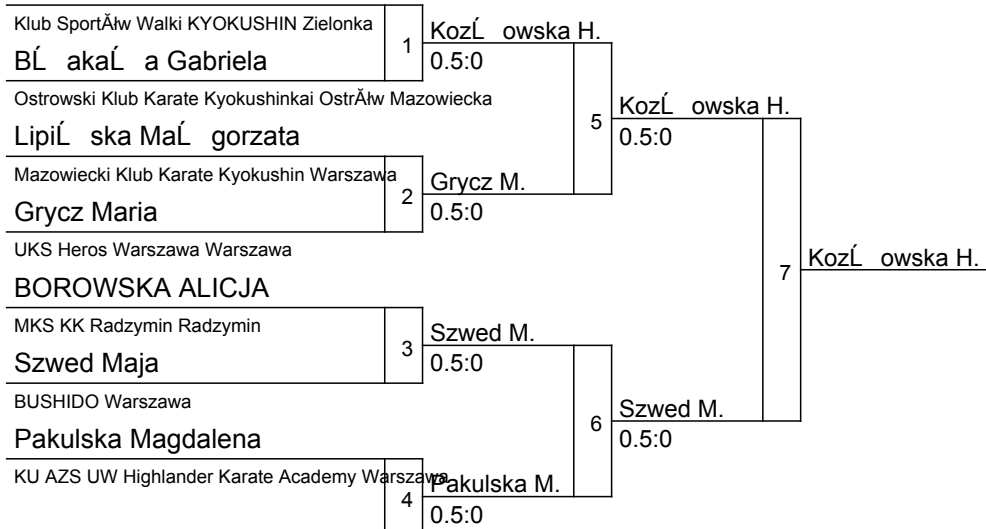 Klub SportĂłw Walki KYOKUSHIN Zielonka
BĹ akaĹ a Gabriela
Ostrowski Klub Karate Kyokushinkai OstrĂłw Mazowiecka
LipiĹ ska MaĹ gorzata
Mazowiecki Klub Karate Kyokushin Warszawa
Grycz Maria
UKS Heros Warszawa Warszawa
BOROWSKA ALICJA
MKS KK Radzymin Radzymin
Szwed Maja
BUSHIDO Warszawa
Pakulska Magdalena
KU AZS UW Highlander Karate Academy Warszawa
1
KozĹ owska H.
0.5:0
2
Grycz M.
0.5:0
3
Szwed M.
0.5:0
4
Pakulska M.
0.5:0
5
KozĹ owska H.
0.5:0
6
Szwed M.
0.5:0
7
KozĹ owska H.